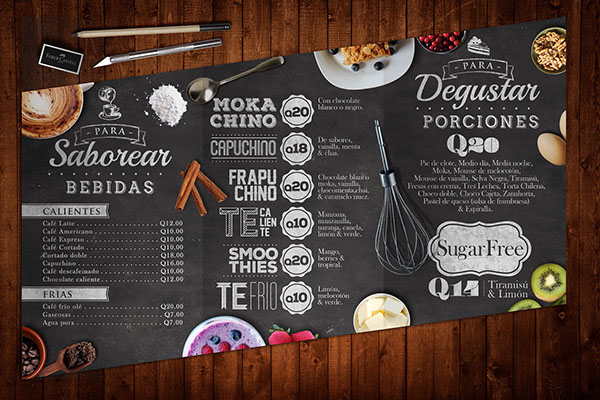 FABER-CASTELL
PARA
Saborear
BEBIDAS
CALIENTES
Café Latte Q12.00
Café Americano Q10.00
Café Expreso Q10.00
Café Cortado Q10.00
Cortado doble Q18.00
Capuchino Q16.00
Café descafeinado Q10.00
Chocolate caliente Q12.00
FRIAS
Café frío olé Q20.00
Gaseosas Q7.00
Agua pura Q7.00
MOKA
CHINO
Q20
Con chocolate
blanco o negro.
CAPUCHINO
Q18
De sabores,
vainilla, menta
& chai.
FRAPU
CHINO
Q20
Chocolate blanco
moka, vainilla,
chocomenta, chai,
& caramelo nuez.
TE CALIENTE
Q10
Manzana,
manzanilla,
naranja, canela,
limón & verde.
SMOO
THIES
Q20
Mango,
berries &
tropical.
TE FRIO
Q10
Limón,
melocotón
& verde.
PARA
Degustar
PORCIONES
Q20
Pie de elote, Medio día, Media noche,
Moka, Mousse de melocotón,
Mousse de vainilla, Selva Negra, Tiramisú,
Fresas con crema, Tres Leches, Torta Chilena,
Choco doble, Choco Cajeta, Zanahoria,
Pastel de queso (salsa de frambuesa)
& Espiralla.
SugarFree
Q14
Tiramisú
& Limón